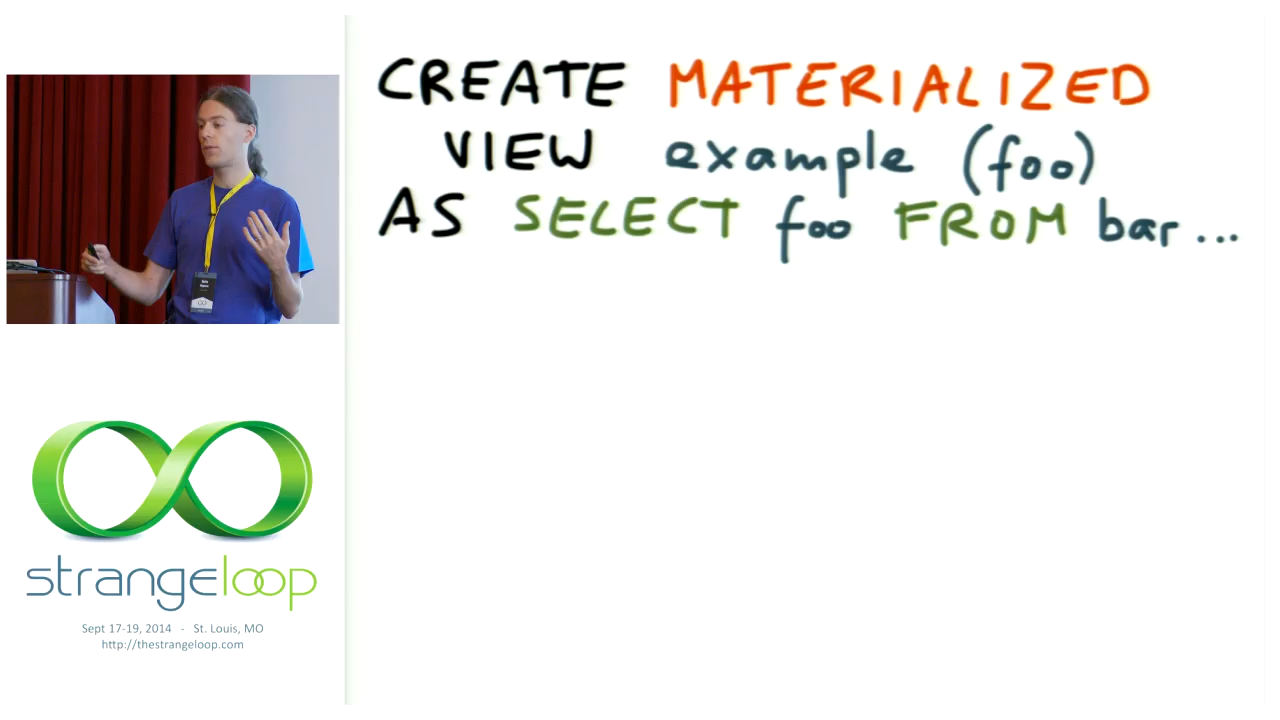 CREATE MATERIALIZED
VIEW example (foo)
AS SELECT foo FROM bar...
strangeloop
Sept 17-19, 2014 - St. Louis, MO
http://thestrangeloop.com